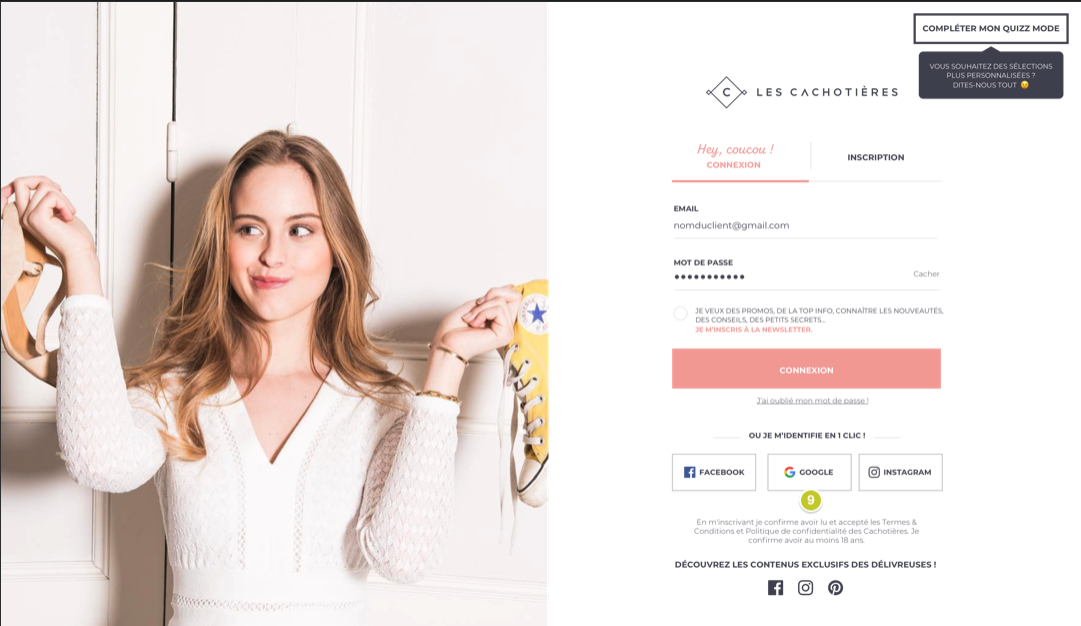 COMPLÉTER MON QUIZZ MODE
VOUS SOUHAITEZ DES SÉLECTIONS
PLUS PERSONNALISÉES ?
DITES-NOUS TOUT 😉
C LES CACHOTIÈRES
Hey, coucou !
CONNEXION
INSCRIPTION
EMAIL
nomduclient@gmail.com
MOT DE PASSE
Cacher
JE VEUX DES PROMOS, DE LA TOP INFO, CONNAÎTRE LES NOUVEAUTÉS,
DES CONSEILS, DES PETITS SECRETS...
JE M'INSCRIS À LA NEWSLETTER.
CONNEXION
J'ai oublié mon mot de passe !
OU JE M'IDENTIFIE EN 1 CLIC !
FACEBOOK
GOOGLE
INSTAGRAM
9
En m'inscrivant je confirme avoir lu et accepté les Termes &
Conditions et Politique de confidentialité des Cachotières. Je
confirme avoir au moins 18 ans.
DÉCOUVREZ LES CONTENUS EXCLUSIFS DES DÉLIVREUSES !